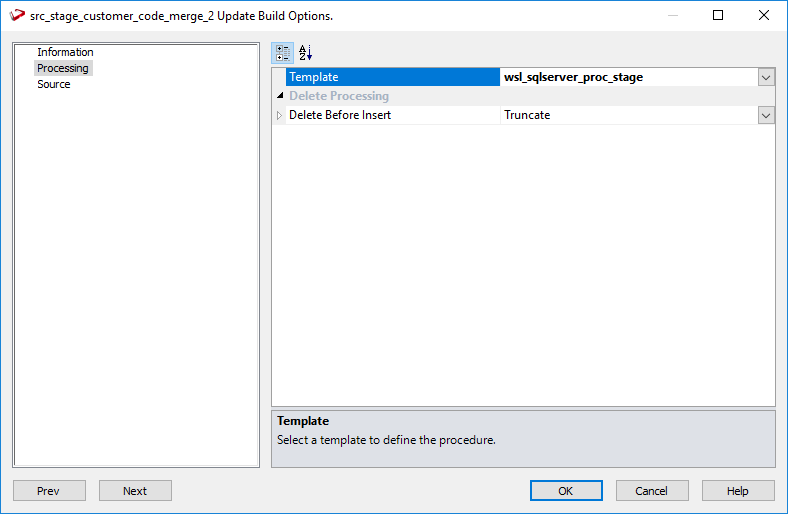 src_stage_customer_code_merge_2 Update Build Options.
Information
Processing
Source
Template wsl_sqlserver_proc_stage
Delete Processing
Delete Before Insert Truncate
Template
Select a template to define the procedure.
Prev Next OK Cancel Help